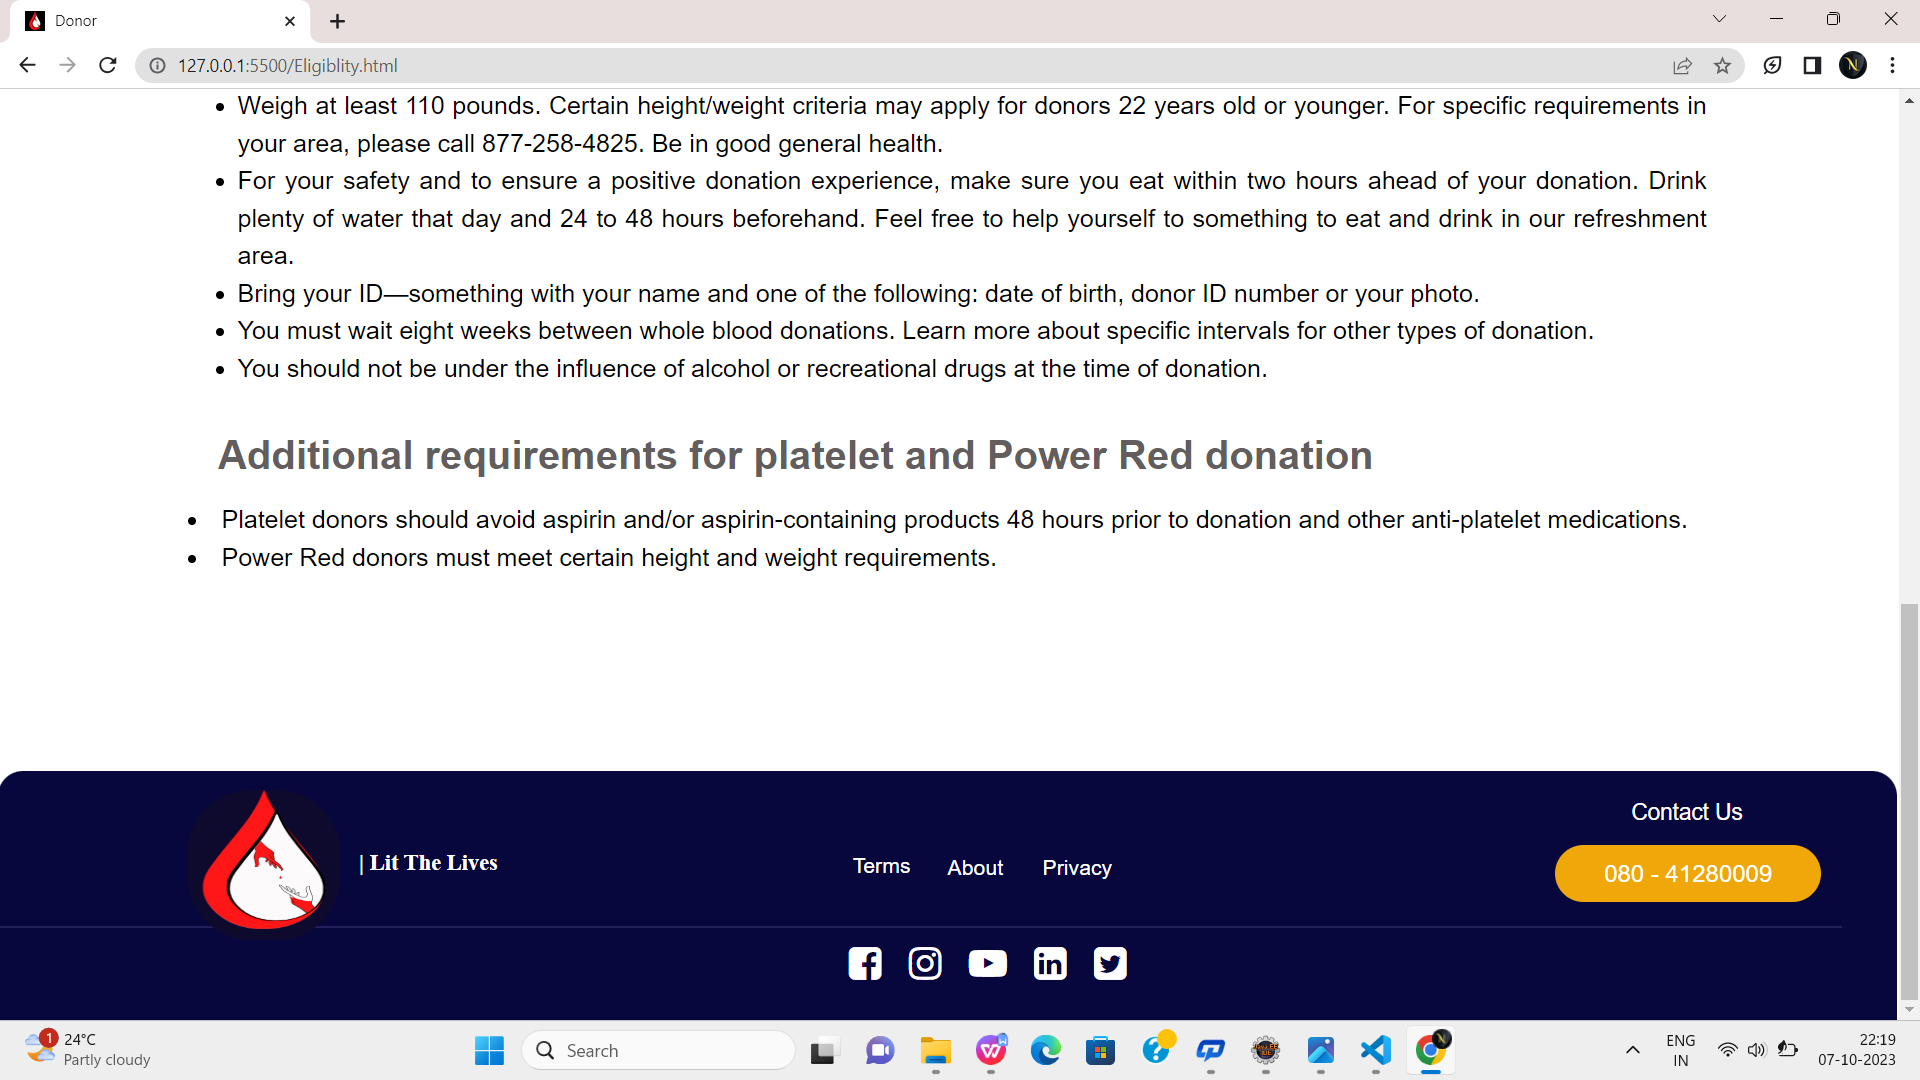 Donor
127.0.0.1:5500/Eligiblity.html
N
• Weigh at least 110 pounds. Certain height/weight criteria may apply for donors 22 years old or younger. For specific requirements in
your area, please call 877-258-4825. Be in good general health.
• For your safety and to ensure a positive donation experience, make sure you eat within two hours ahead of your donation. Drink
plenty of water that day and 24 to 48 hours beforehand. Feel free to help yourself to something to eat and drink in our refreshment
area.
• Bring your ID—something with your name and one of the following: date of birth, donor ID number or your photo.
• You must wait eight weeks between whole blood donations. Learn more about specific intervals for other types of donation.
• You should not be under the influence of alcohol or recreational drugs at the time of donation.
Additional requirements for platelet and Power Red donation
• Platelet donors should avoid aspirin and/or aspirin-containing products 48 hours prior to donation and other anti-platelet medications.
• Power Red donors must meet certain height and weight requirements.
Contact Us
| Lit The Lives
Terms About Privacy
080 - 41280009
1
24°C
Partly cloudy
Search
ENG
IN
22:19
07-10-2023